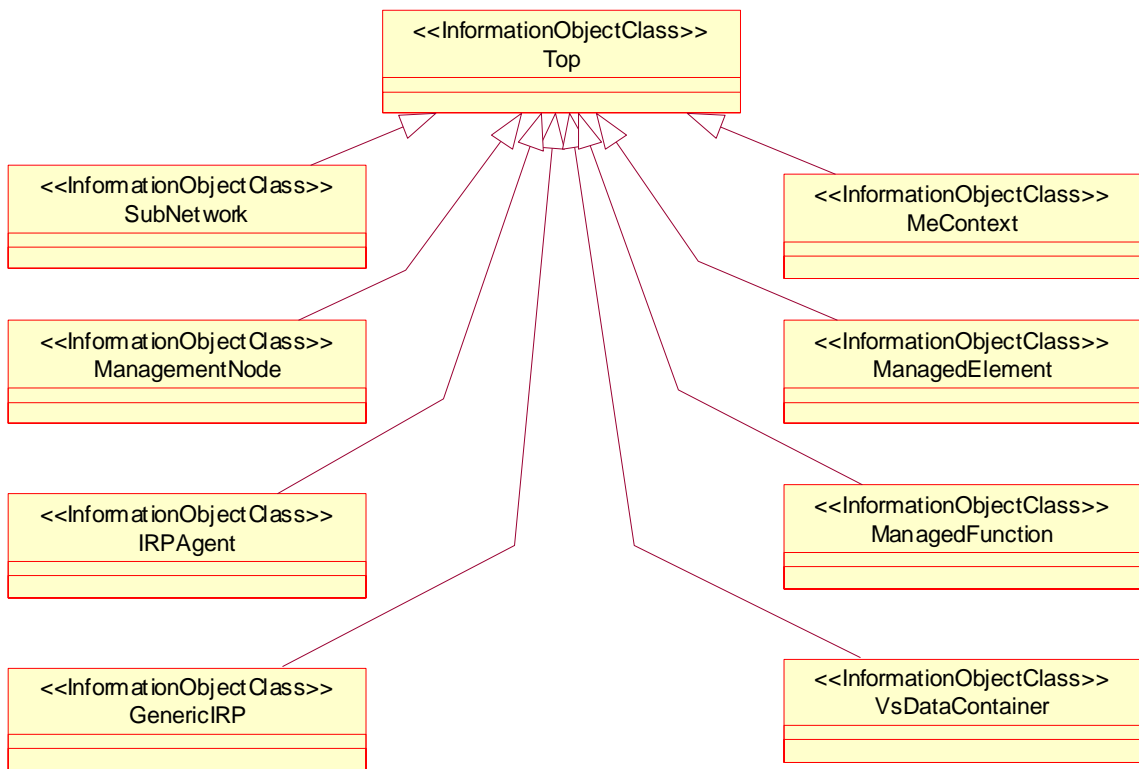 <<InformationObjectClass>>
Top
<<InformationObjectClass>>
SubNetwork
<<InformationObjectClass>>
MeContext
<<InformationObjectClass>>
ManagementNode
<<InformationObjectClass>>
ManagedElement
<<InformationObjectClass>>
IRPAgent
<<InformationObjectClass>>
ManagedFunction
<<InformationObjectClass>>
GenericIRP
<<InformationObjectClass>>
VsDataContainer